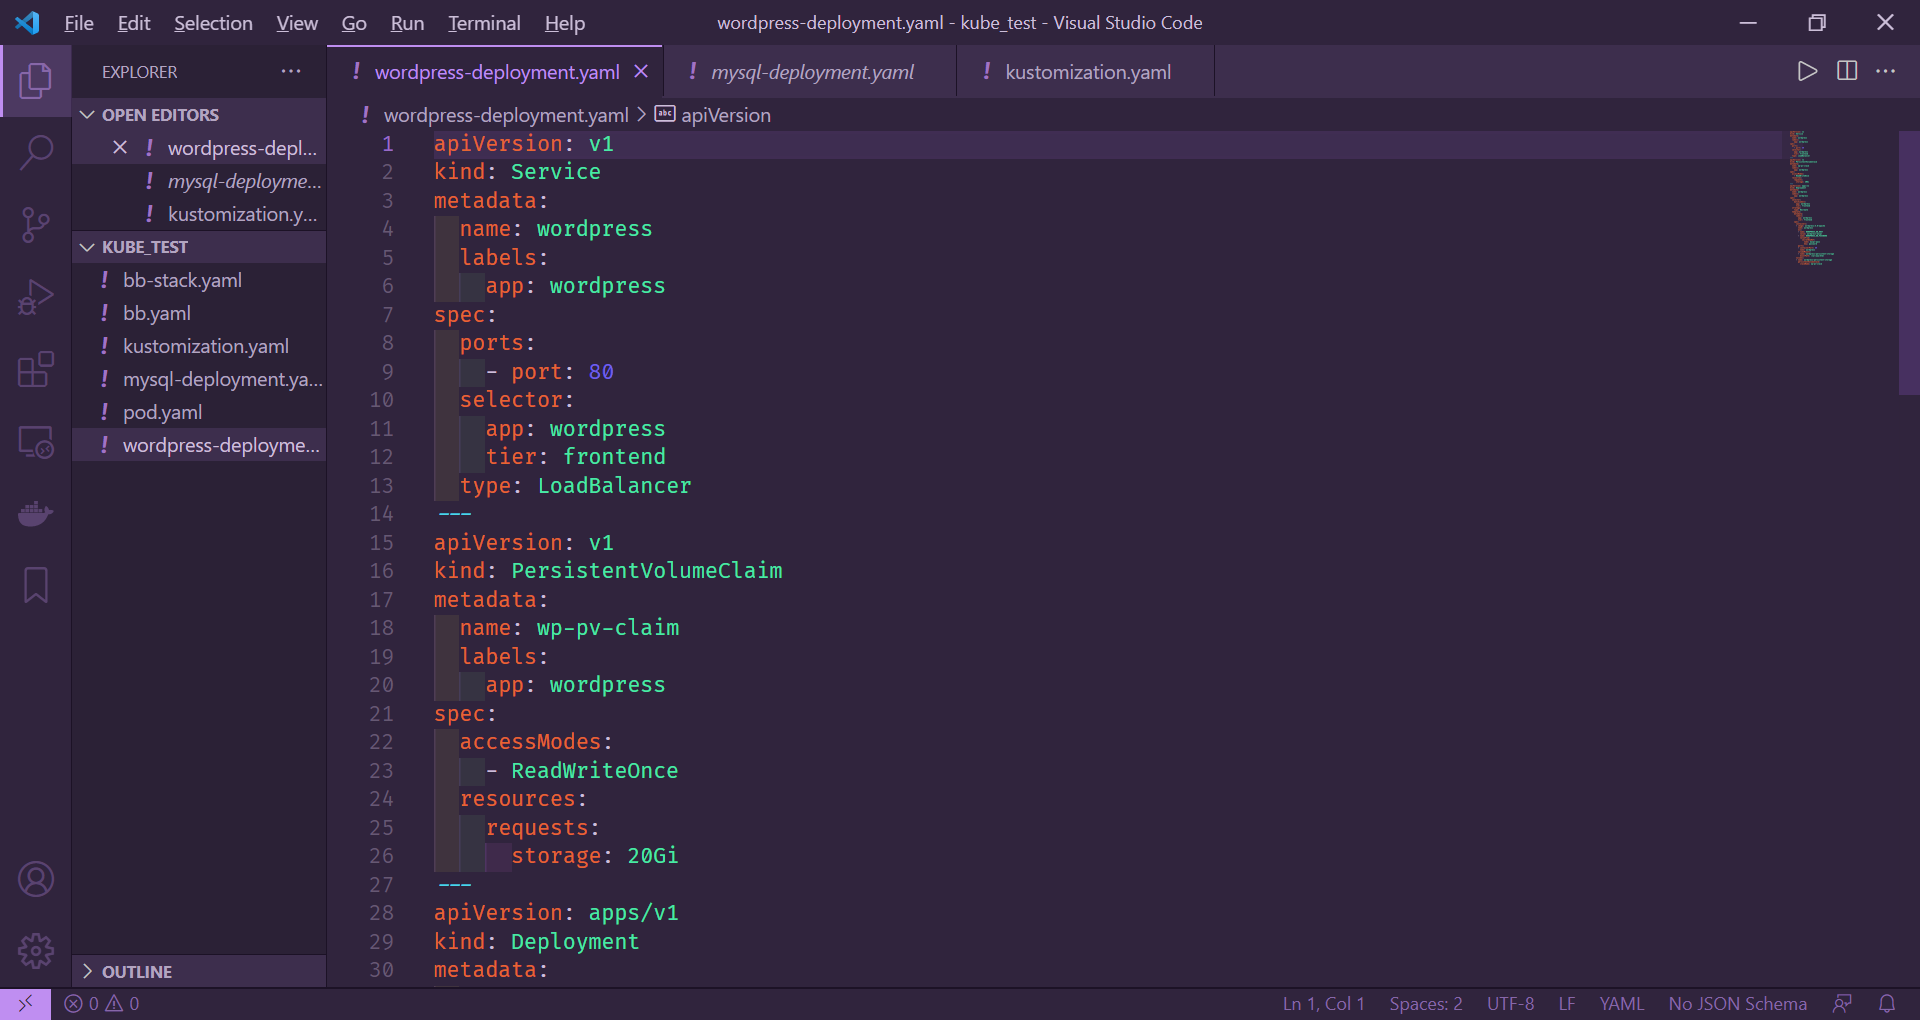 File Edit Selection View Go Run Terminal Help
wordpress-deployment.yaml - kube_test - Visual Studio Code
EXPLORER
OPEN EDITORS
! wordpress-depl...
! mysql-deployme...
! kustomization.y...
KUBE_TEST
! bb-stack.yaml
! bb.yaml
! kustomization.yaml
! mysql-deployment.ya...
! pod.yaml
! wordpress-deployme...
OUTLINE
! wordpress-deployment.yaml
! mysql-deployment.yaml
! kustomization.yaml
! wordpress-deployment.yaml > abc apiVersion
1 apiVersion: v1
2 kind: Service
3 metadata:
4   name: wordpress
5   labels:
6     app: wordpress
7 spec:
8   ports:
9     - port: 80
10   selector:
11     app: wordpress
12     tier: frontend
13   type: LoadBalancer
14 ---
15 apiVersion: v1
16 kind: PersistentVolumeClaim
17 metadata:
18   name: wp-pv-claim
19   labels:
20     app: wordpress
21 spec:
22   accessModes:
23     - ReadWriteOnce
24   resources:
25     requests:
26       storage: 20Gi
27 ---
28 apiVersion: apps/v1
29 kind: Deployment
30 metadata:
0 0
Ln 1, Col 1 Spaces: 2 UTF-8 LF YAML No JSON Schema